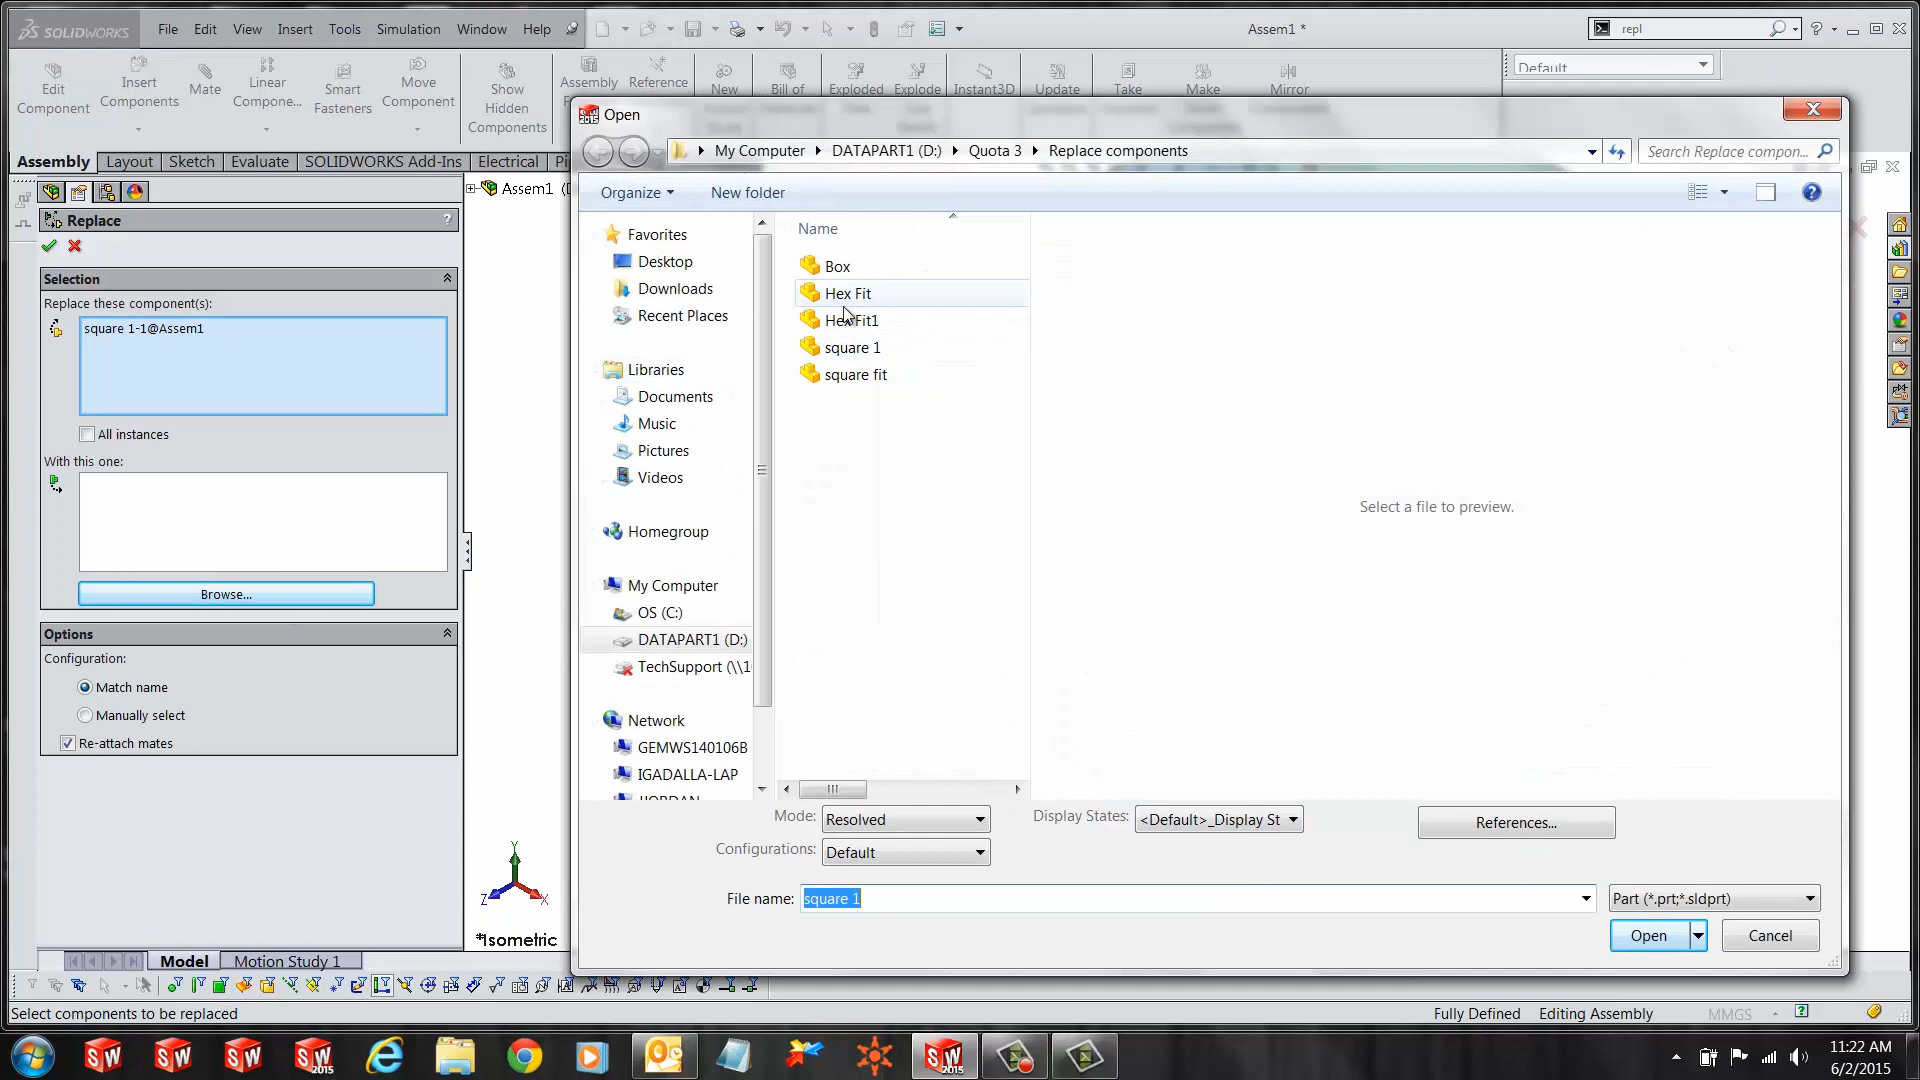 SOLIDWORKS File Edit View Insert Tools Simulation Window Help Assem1 * repl
Edit Component
Insert Components
Mate
Linear Compone...
Smart Fasteners
Move Component
Show Hidden Components
Assembly
Reference
New
Bill of
Exploded
Explode
Instant3D
Update
Take
Make
Mirror
Default
Assembly Layout Sketch Evaluate SOLIDWORKS Add-Ins Electrical
Assem1
Replace
?
Selection
Replace these component(s):
square 1-1@Assem1
All instances
With this one:
Browse...
Options
Configuration:
Match name
Manually select
Re-attach mates
Open
My Computer DATAPART1 (D:) Quota 3 Replace components
Search Replace compon...
Organize New folder
Favorites
Desktop
Downloads
Recent Places
Libraries
Documents
Music
Pictures
Videos
Homegroup
My Computer
OS (C:)
DATAPART1 (D:)
TechSupport (\\1
Network
GEMWS140106B
IGADALLA-LAP
Name
Box
Hex Fit
Hex Fit1
square 1
square fit
Select a file to preview.
Mode: Resolved
Display States: <Default>_Display St
References...
Configurations: Default
File name: square 1
Part (*.prt;*.sldprt)
Open Cancel
Y
Z
X
*Isometric
Model Motion Study 1
Select components to be replaced
Fully Defined Editing Assembly MMGS
SW SW SW SW 2015 SW 2015
11:22 AM
6/2/2015